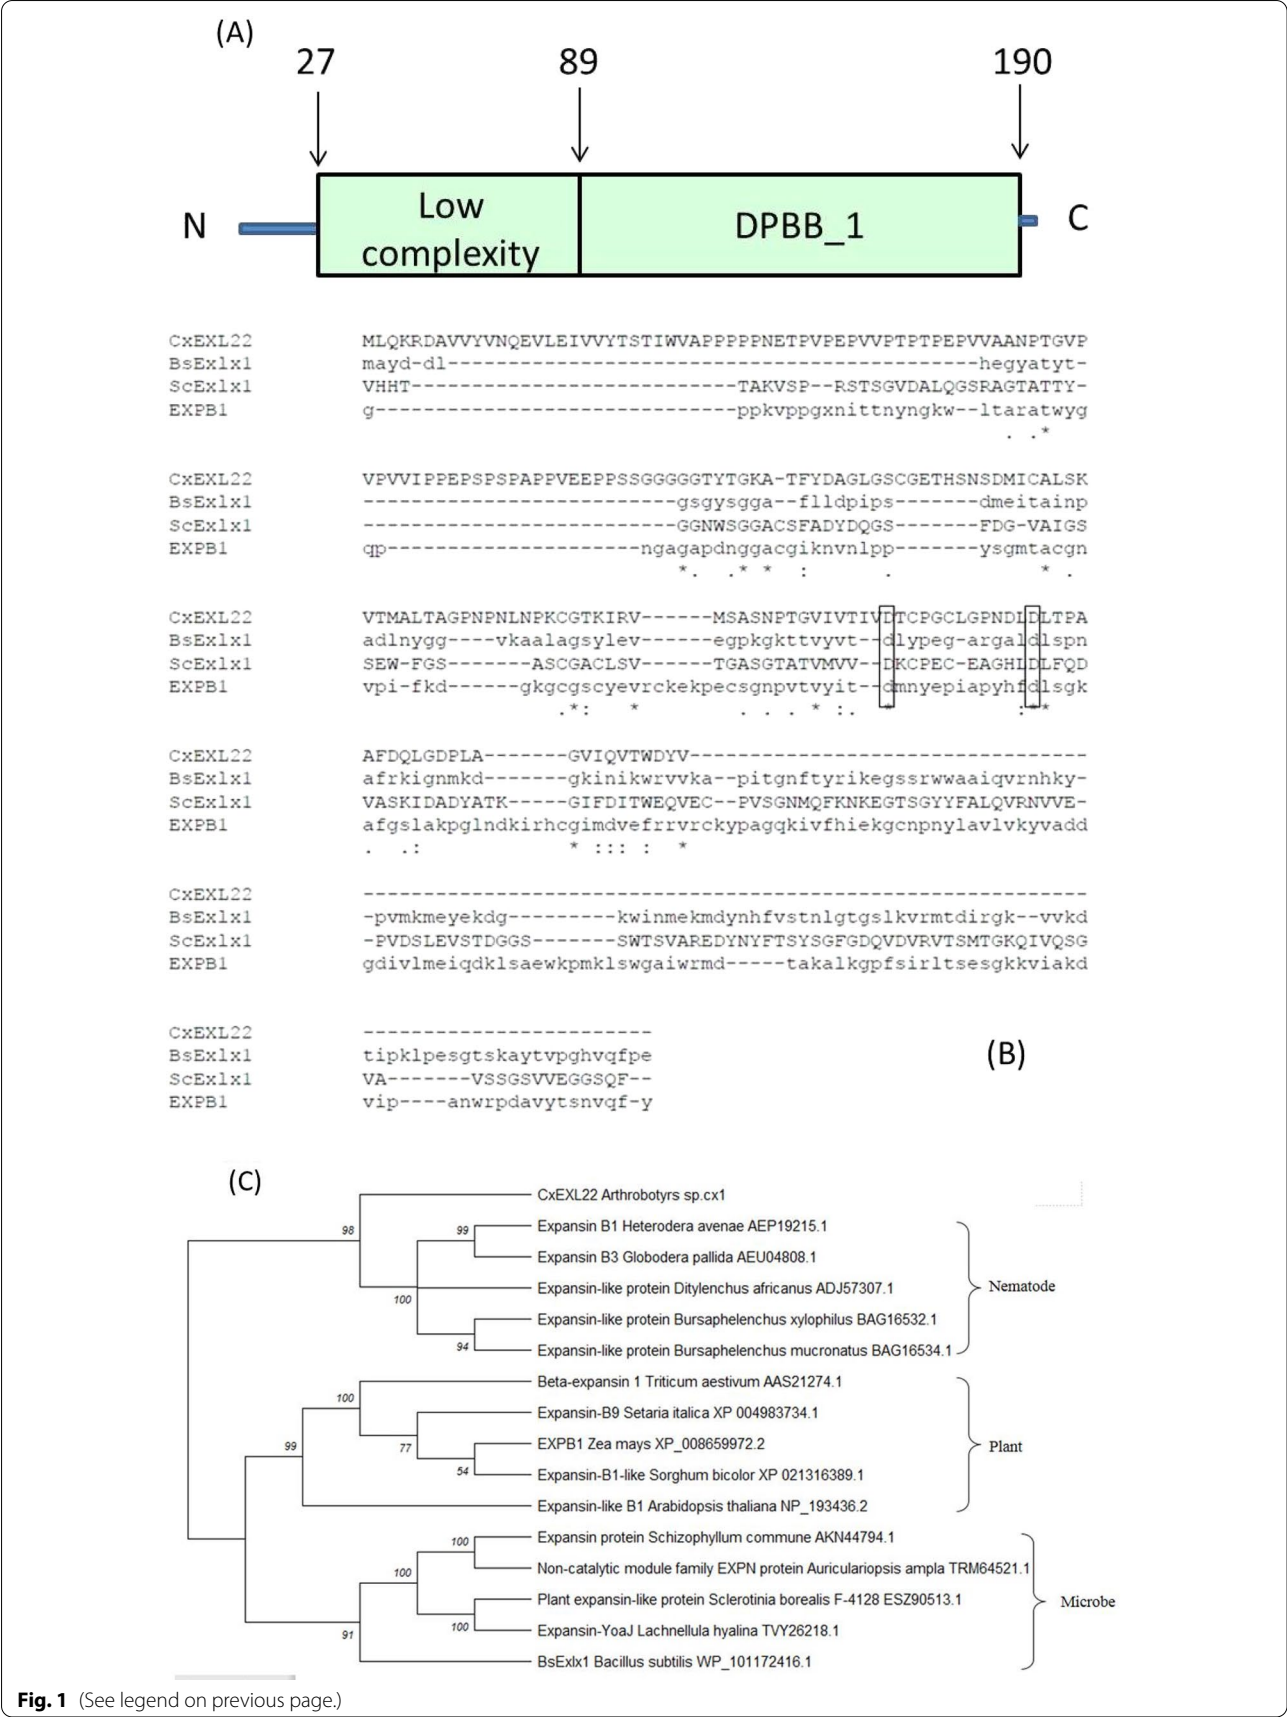 (A)
27 89 190
N Low complexity DPBB_1 C
CxEXL22 MLQKRDAVVYVNQEVLEIVVYTSTIWVAPPPPPNETPVPEPVVPTPTPEPVVAANPTGVP
BsExlx1 mayd-dl--------------------------------------------hegyatyt-
ScExlx1 VHHT---------------------------TAKVSP--RSTSGVDALQGSRAGTATTY-
EXPB1 g------------------------------ppkvppgxnittnyngkw--ltaratwyg
. .*
CxEXL22 VPVVIPPEPSPSPAPPVEEPPSSGGGGGTYTGKA-TFYDAGLGSCGETHSNSDMICALSK
BsExlx1 --------------------------gsgysgga--flldpips-------dmeitainp
ScExlx1 --------------------------GGNWSGGACSFADYDQGS-------FDG-VAIGS
EXPB1 qp---------------------ngagapdnggacgiknvnlpp-------ysgmtacgn
*. .* * : . * .
CxEXL22 VTMALTAGPNPNLNPKCGTKIRV------MSASNPTGVIVTIVDTCPGCLGPNDLDLTPA
BsExlx1 adlnygg----vkaalagsylev------egpkgkttvyvt--dlypeg-argaldlspn
ScExlx1 SEW-FGS-------ASCGACLSV------TGASGTATVMVV--DKCPEC-EAGHLDLFQD
EXPB1 vpi-fkd------gkgcgscyevrckekpecsgnpvtvyit--dmnyepiapyhfdlsgk
.*: * . . . * :. * :**
CxEXL22 AFDQLGDPLA-------GVIQVTWDYV---------------------------------
BsExlx1 afrkignmkd-------gkinikwrvvka--pitgnftyrikegssrwwaaiqvrnhky-
ScExlx1 VASKIDADYATK-----GIFDITWEQVEC--PVSGNMQFKNKEGTSGYYFALQVRNVVE-
EXPB1 afgslakpglndkirhcgimdvefrrvrckypagqkivfhiekgcnpnylavlvkyvadd
. .: * ::: : *
CxEXL22 ------------------------------------------------------------
BsExlx1 -pvmkmeyekdg---------kwinmekmdynhfvstnlgtgslkvrmtdirgk--vvkd
ScExlx1 -PVDSLEVSTDGGS-------SWTSVAREDYNYFTSYSGFGDQVDVRVTSMTGKQIVQSG
EXPB1 gdivlmeiqdklsaewkpmklswgaiwrmd-----takalkgpfsirltsesgkkviakd
CxEXL22 ------------------------
BsExlx1 tipklpesgtskaytvpghvqfpe
ScExlx1 VA-------VSSGSVVEGGSQF--
EXPB1 vip----anwrpdavytsnvqf-y
(B)
(C)
CxEXL22 Arthrobotyrs sp.cx1
98
99 Expansin B1 Heterodera avenae AEP19215.1
Expansin B3 Globodera pallida AEU04808.1
Expansin-like protein Ditylenchus africanus ADJ57307.1
Nematode
100
Expansin-like protein Bursaphelenchus xylophilus BAG16532.1
94 Expansin-like protein Bursaphelenchus mucronatus BAG16534.1
Beta-expansin 1 Triticum aestivum AAS21274.1
100
Expansin-B9 Setaria italica XP 004983734.1
99 77 EXPB1 Zea mays XP_008659972.2
Plant
54 Expansin-B1-like Sorghum bicolor XP 021316389.1
Expansin-like B1 Arabidopsis thaliana NP_193436.2
100 Expansin protein Schizophyllum commune AKN44794.1
100 Non-catalytic module family EXPN protein Auriculariopsis ampla TRM64521.1
Plant expansin-like protein Sclerotinia borealis F-4128 ESZ90513.1
Microbe
100 Expansin-YoaJ Lachnellula hyalina TVY26218.1
91
BsExlx1 Bacillus subtilis WP_101172416.1
Fig. 1 (See legend on previous page.)